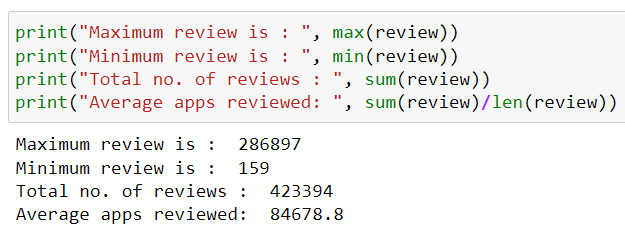 print("Maximum review is : ", max(review))
print("Minimum review is : ", min(review))
print("Total no. of reviews : ", sum(review))
print("Average apps reviewed: ", sum(review)/len(review))
Maximum review is :  286897
Minimum review is :  159
Total no. of reviews :  423394
Average apps reviewed:  84678.8